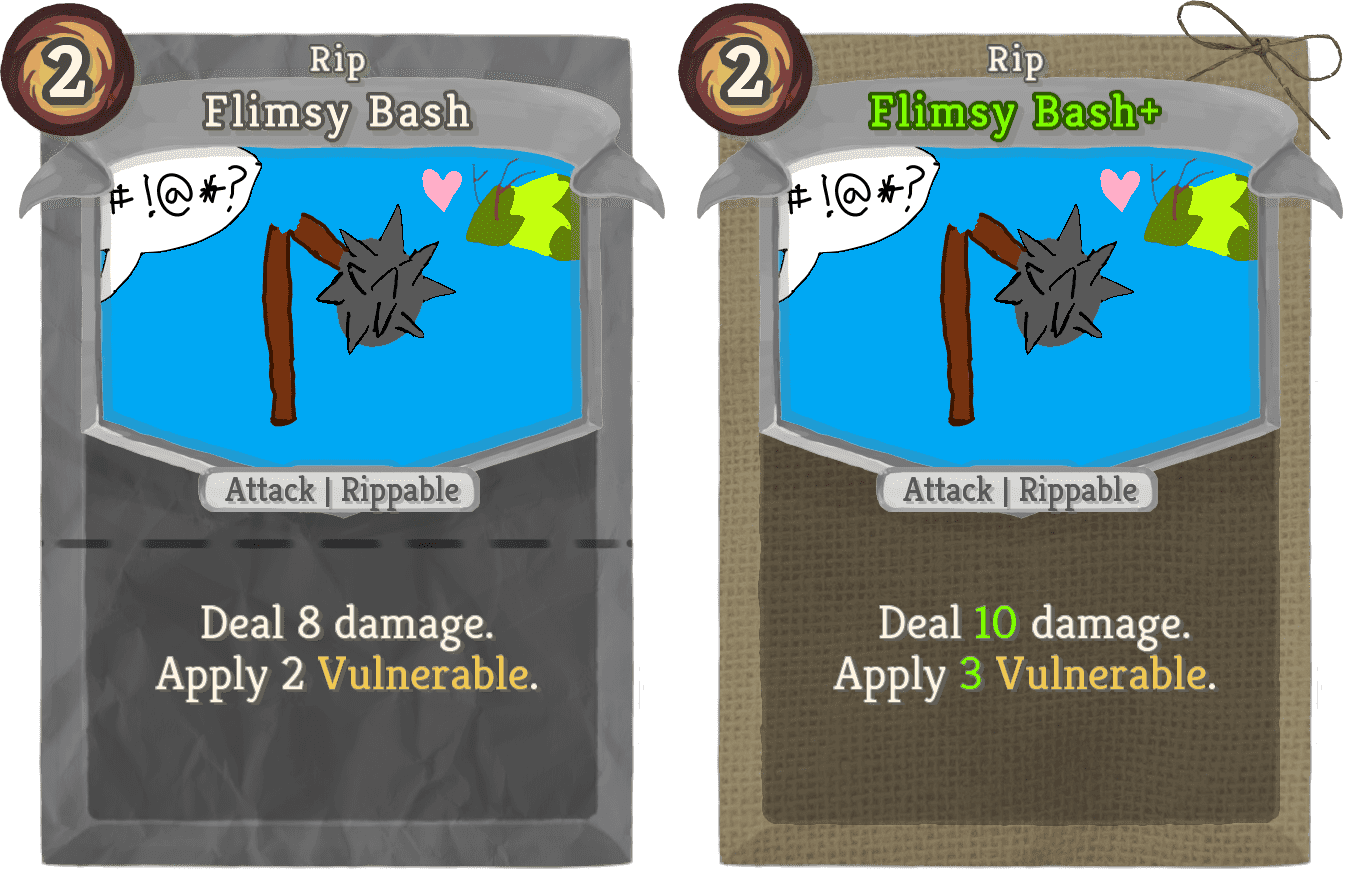 2
Rip
Flimsy Bash
#!@*?
Attack | Rippable
Deal 8 damage.
Apply 2 Vulnerable.
2
Rip
Flimsy Bash+
#!@*?
Attack | Rippable
Deal 10 damage.
Apply 3 Vulnerable.